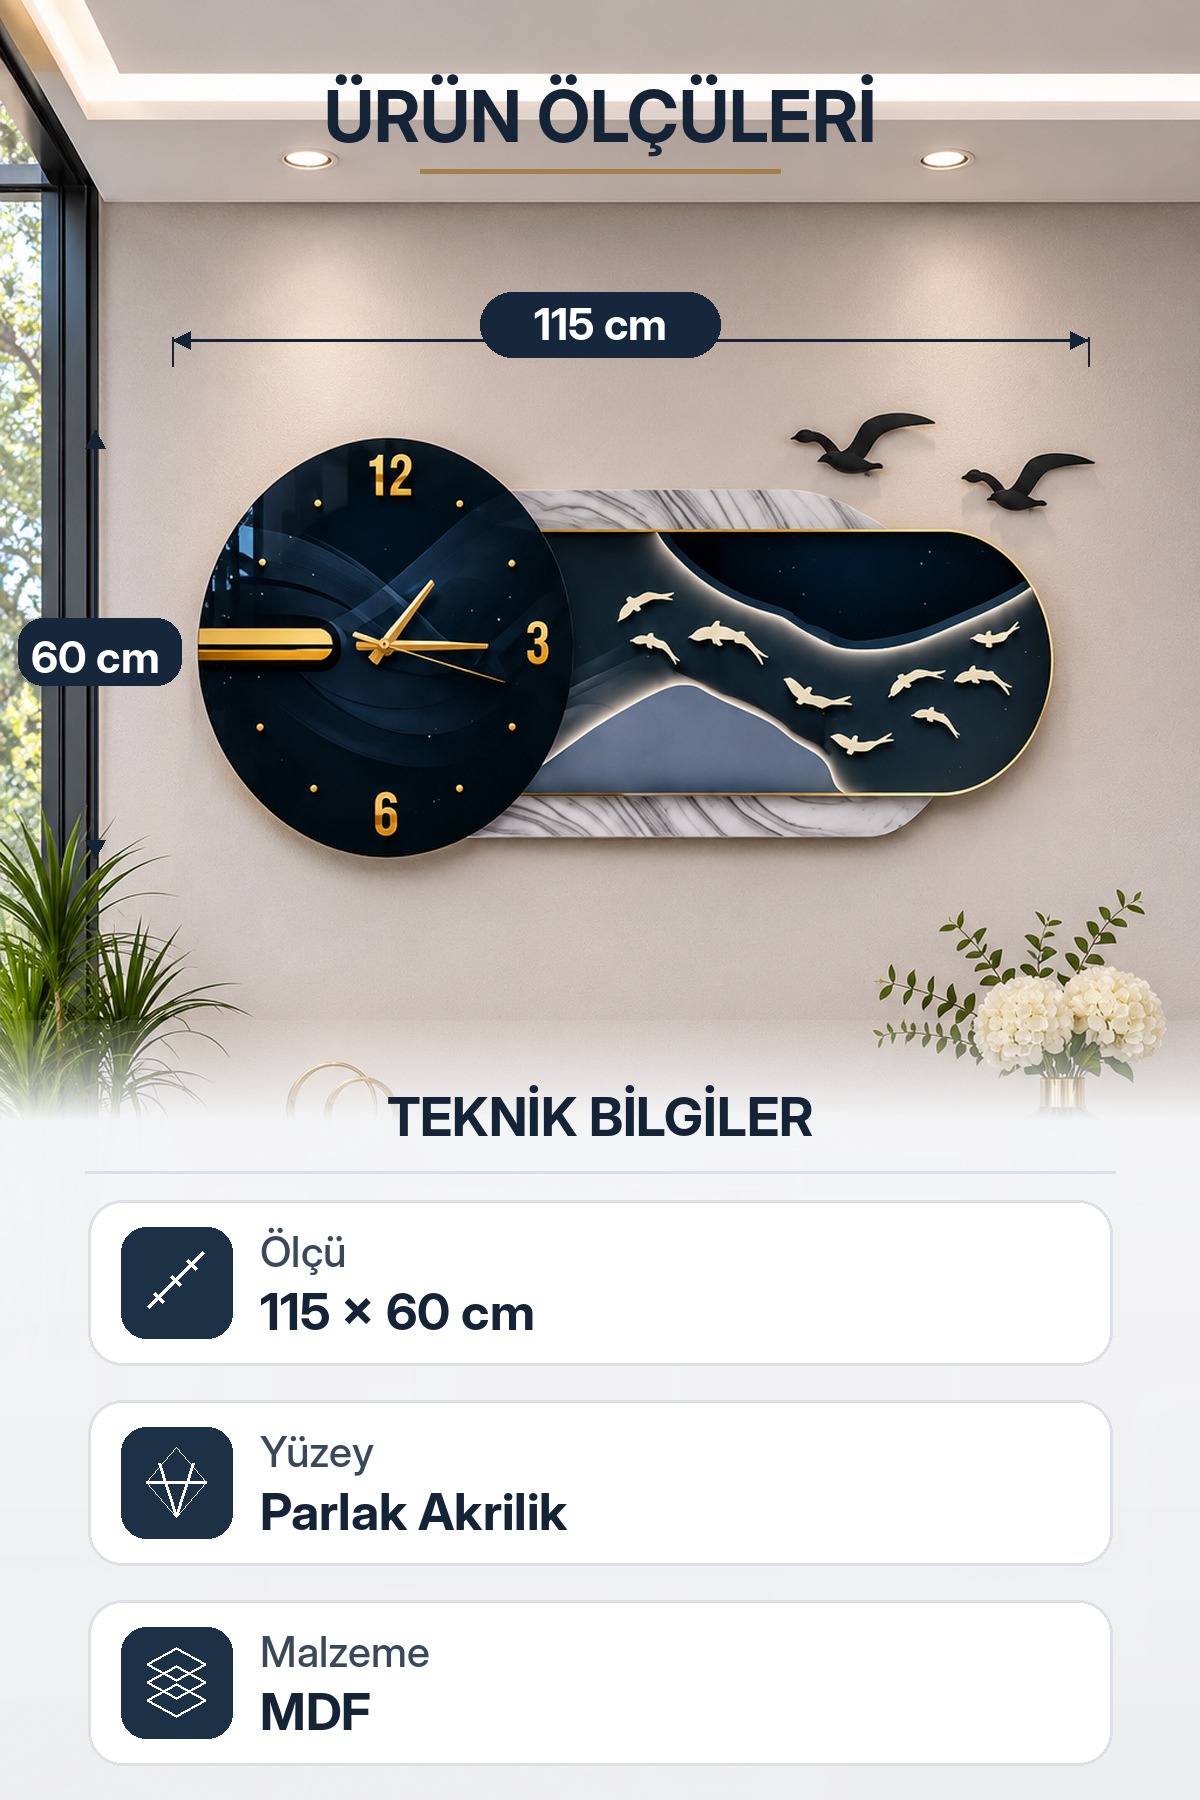 ÜRÜN ÖLÇÜLERİ
115 cm
12
3
60 cm
6
TEKNİK BİLGİLER
Ölçü
115 × 60 cm
Yüzey
Parlak Akrilik
Malzeme
MDF